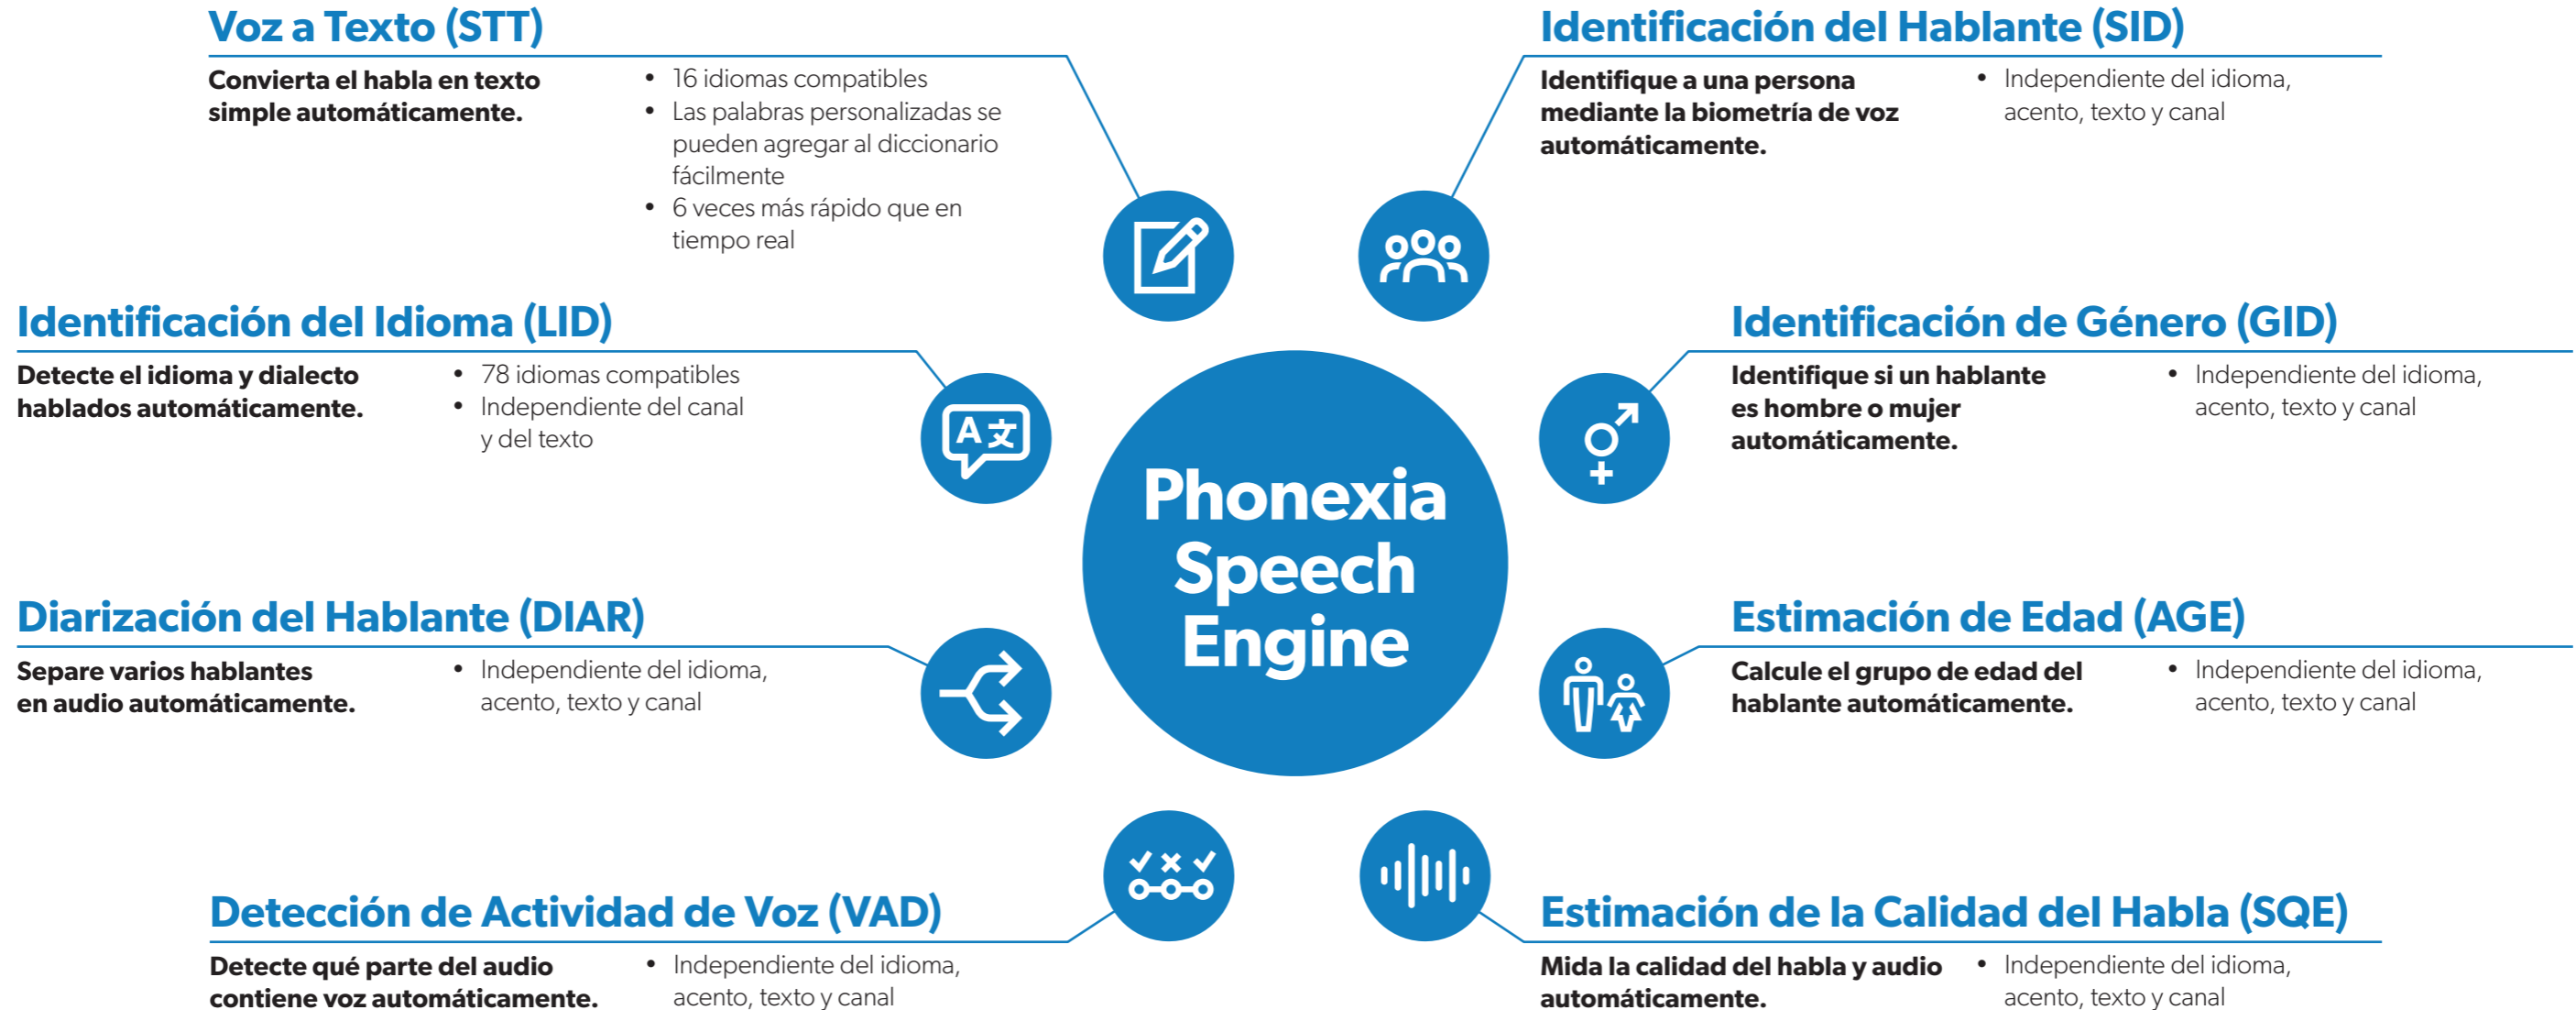 Voz a Texto (STT)
Convierta el habla en texto
simple automáticamente.
• 16 idiomas compatibles
• Las palabras personalizadas se
pueden agregar al diccionario
fácilmente
• 6 veces más rápido que en
tiempo real
Identificación del Hablante (SID)
Identifique a una persona
mediante la biometría de voz
automáticamente.
• Independiente del idioma,
acento, texto y canal
Identificación del Idioma (LID)
Detecte el idioma y dialecto
hablados automáticamente.
• 78 idiomas compatibles
• Independiente del canal
y del texto
A文
Identificación de Género (GID)
Identifique si un hablante
es hombre o mujer
automáticamente.
• Independiente del idioma,
acento, texto y canal
Phonexia
Speech
Engine
Diarización del Hablante (DIAR)
Separe varios hablantes
en audio automáticamente.
• Independiente del idioma,
acento, texto y canal
Estimación de Edad (AGE)
Calcule el grupo de edad del
hablante automáticamente.
• Independiente del idioma,
acento, texto y canal
Detección de Actividad de Voz (VAD)
Detecte qué parte del audio
contiene voz automáticamente.
• Independiente del idioma,
acento, texto y canal
Estimación de la Calidad del Habla (SQE)
Mida la calidad del habla y audio
automáticamente.
• Independiente del idioma,
acento, texto y canal